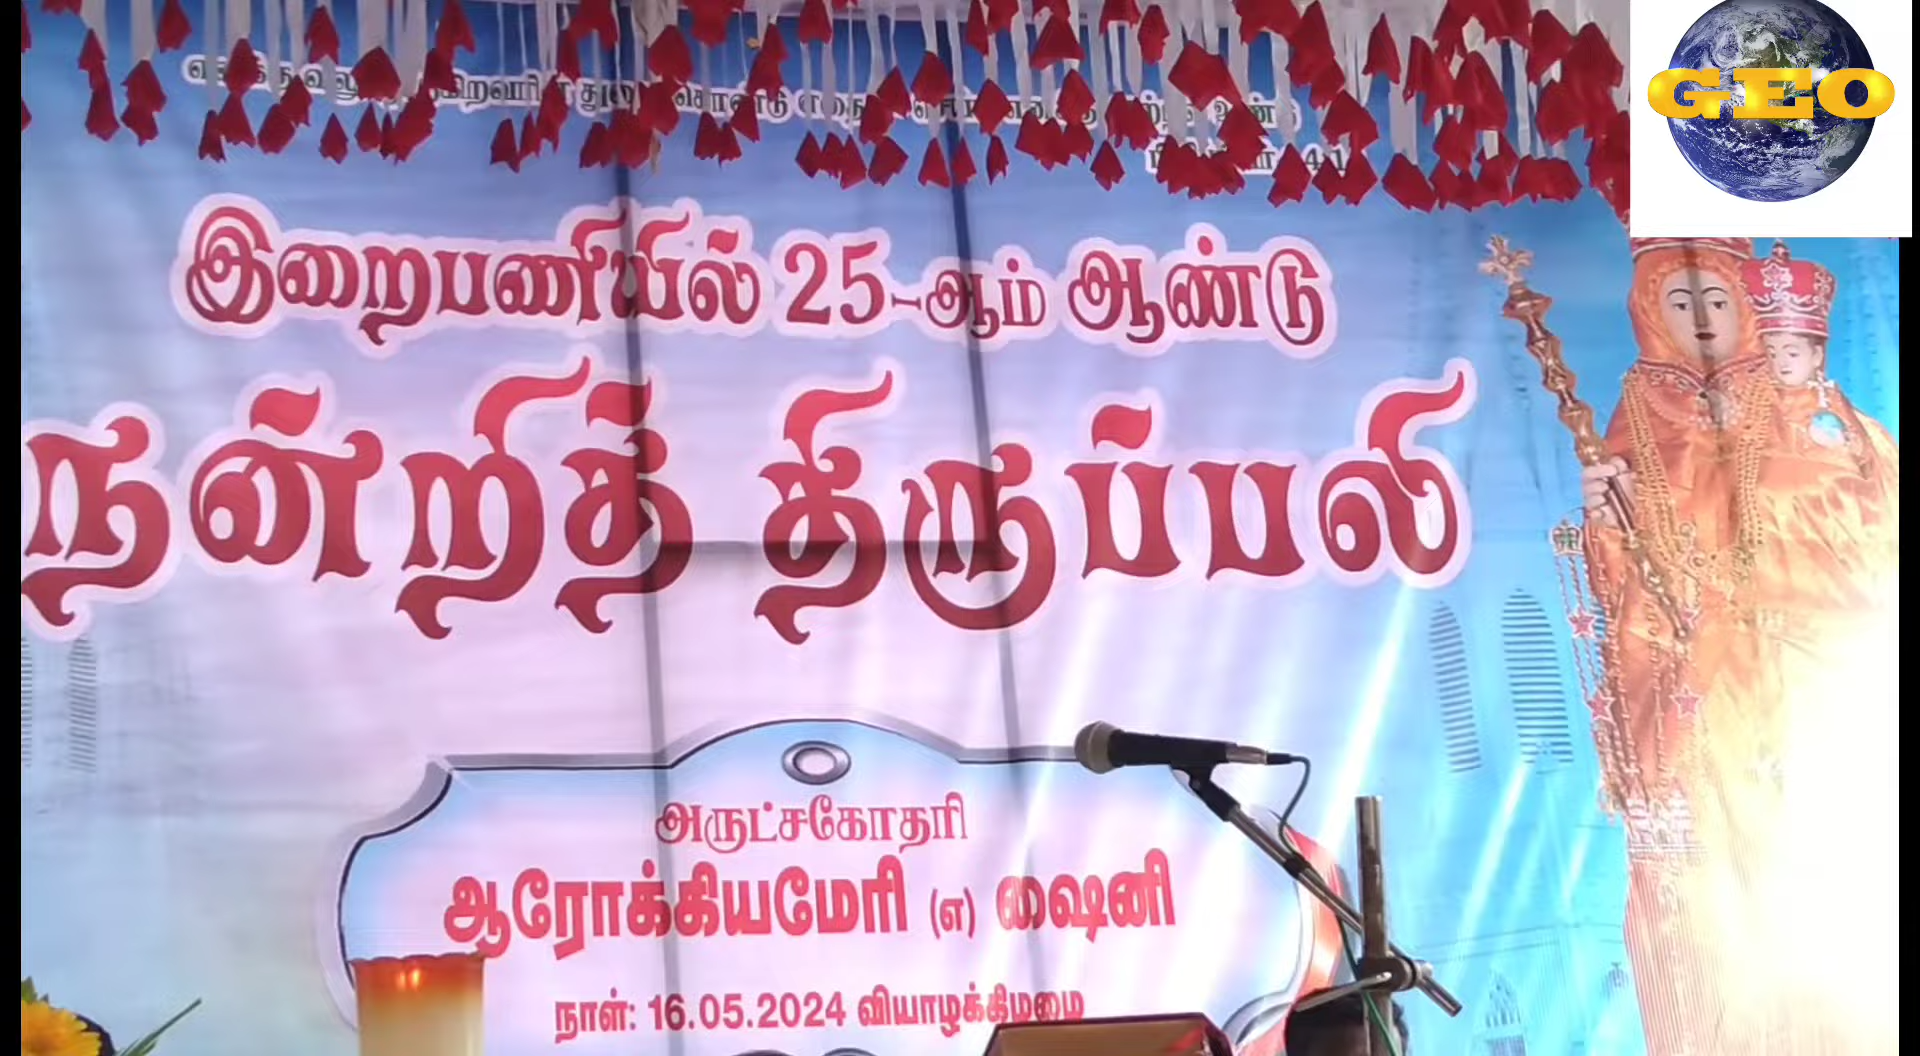 GEO
இறைபணியில் 25-ஆம் ஆண்டு
நன்றித் திருப்பலி
அருட்சகோதரி
ஆரோக்கியமேரி (எ) ஷைனி
நாள்: 16.05.2024 வியாழக்கிழமை